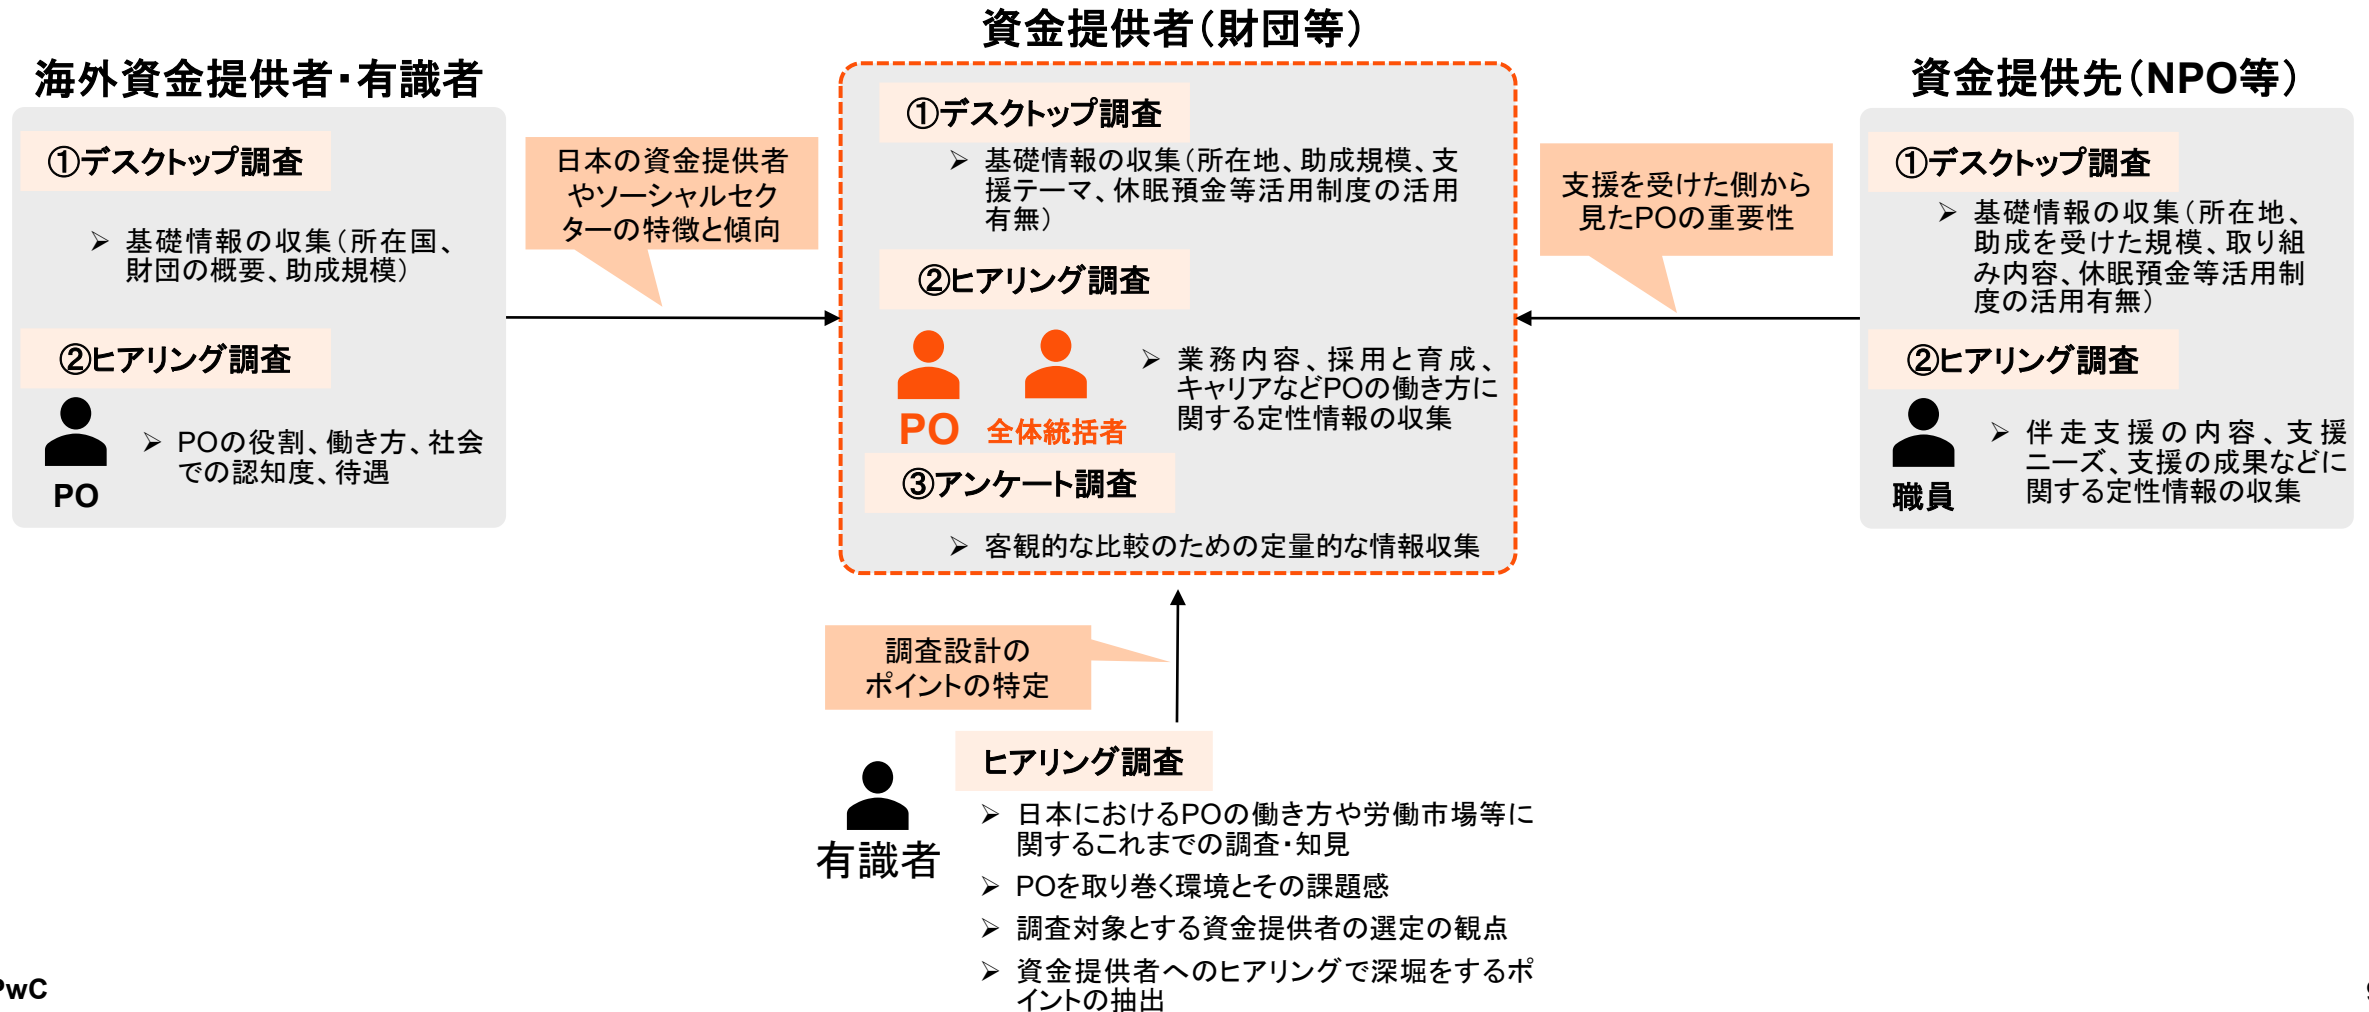 資金提供者（財団等）
海外資金提供者・有識者
①デスクトップ調査
➢ 基礎情報の収集（所在国、
財団の概要、助成規模）
②ヒアリング調査
➢ POの役割、働き方、社会
での認知度、待遇
PO
日本の資金提供者
やソーシャルセク
ターの特徴と傾向
①デスクトップ調査
➢ 基礎情報の収集（所在地、助成規模、支
援テーマ、休眠預金等活用制度の活用
有無）
②ヒアリング調査
➢ 業務内容、採用と育成、
キャリアなどPOの働き方に
関する定性情報の収集
PO 全体統括者
③アンケート調査
➢ 客観的な比較のための定量的な情報収集
支援を受けた側から
見たPOの重要性
資金提供先（NPO等）
①デスクトップ調査
➢ 基礎情報の収集（所在地、
助成を受けた規模、取り組
み内容、休眠預金等活用制
度の活用有無）
②ヒアリング調査
➢ 伴走支援の内容、支援
ニーズ、支援の成果などに
関する定性情報の収集
職員
調査設計の
ポイントの特定
ヒアリング調査
有識者
➢ 日本におけるPOの働き方や労働市場等に
関するこれまでの調査・知見
➢ POを取り巻く環境とその課題感
➢ 調査対象とする資金提供者の選定の観点
➢ 資金提供者へのヒアリングで深堀をするポ
イントの抽出
PwC